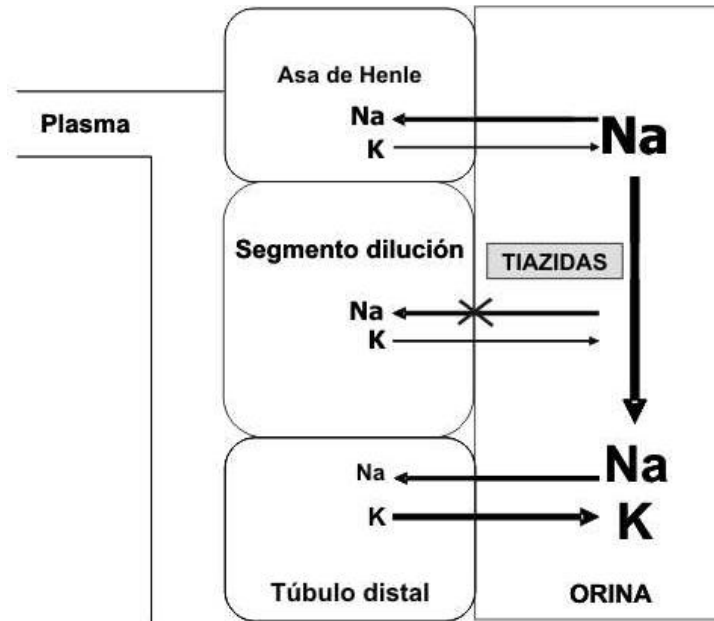 Asa de Henle
Plasma
Na
Na
K
Segmento dilución
TIAZIDAS
Na
K
Na
Na
K
K
Túbulo distal
ORINA